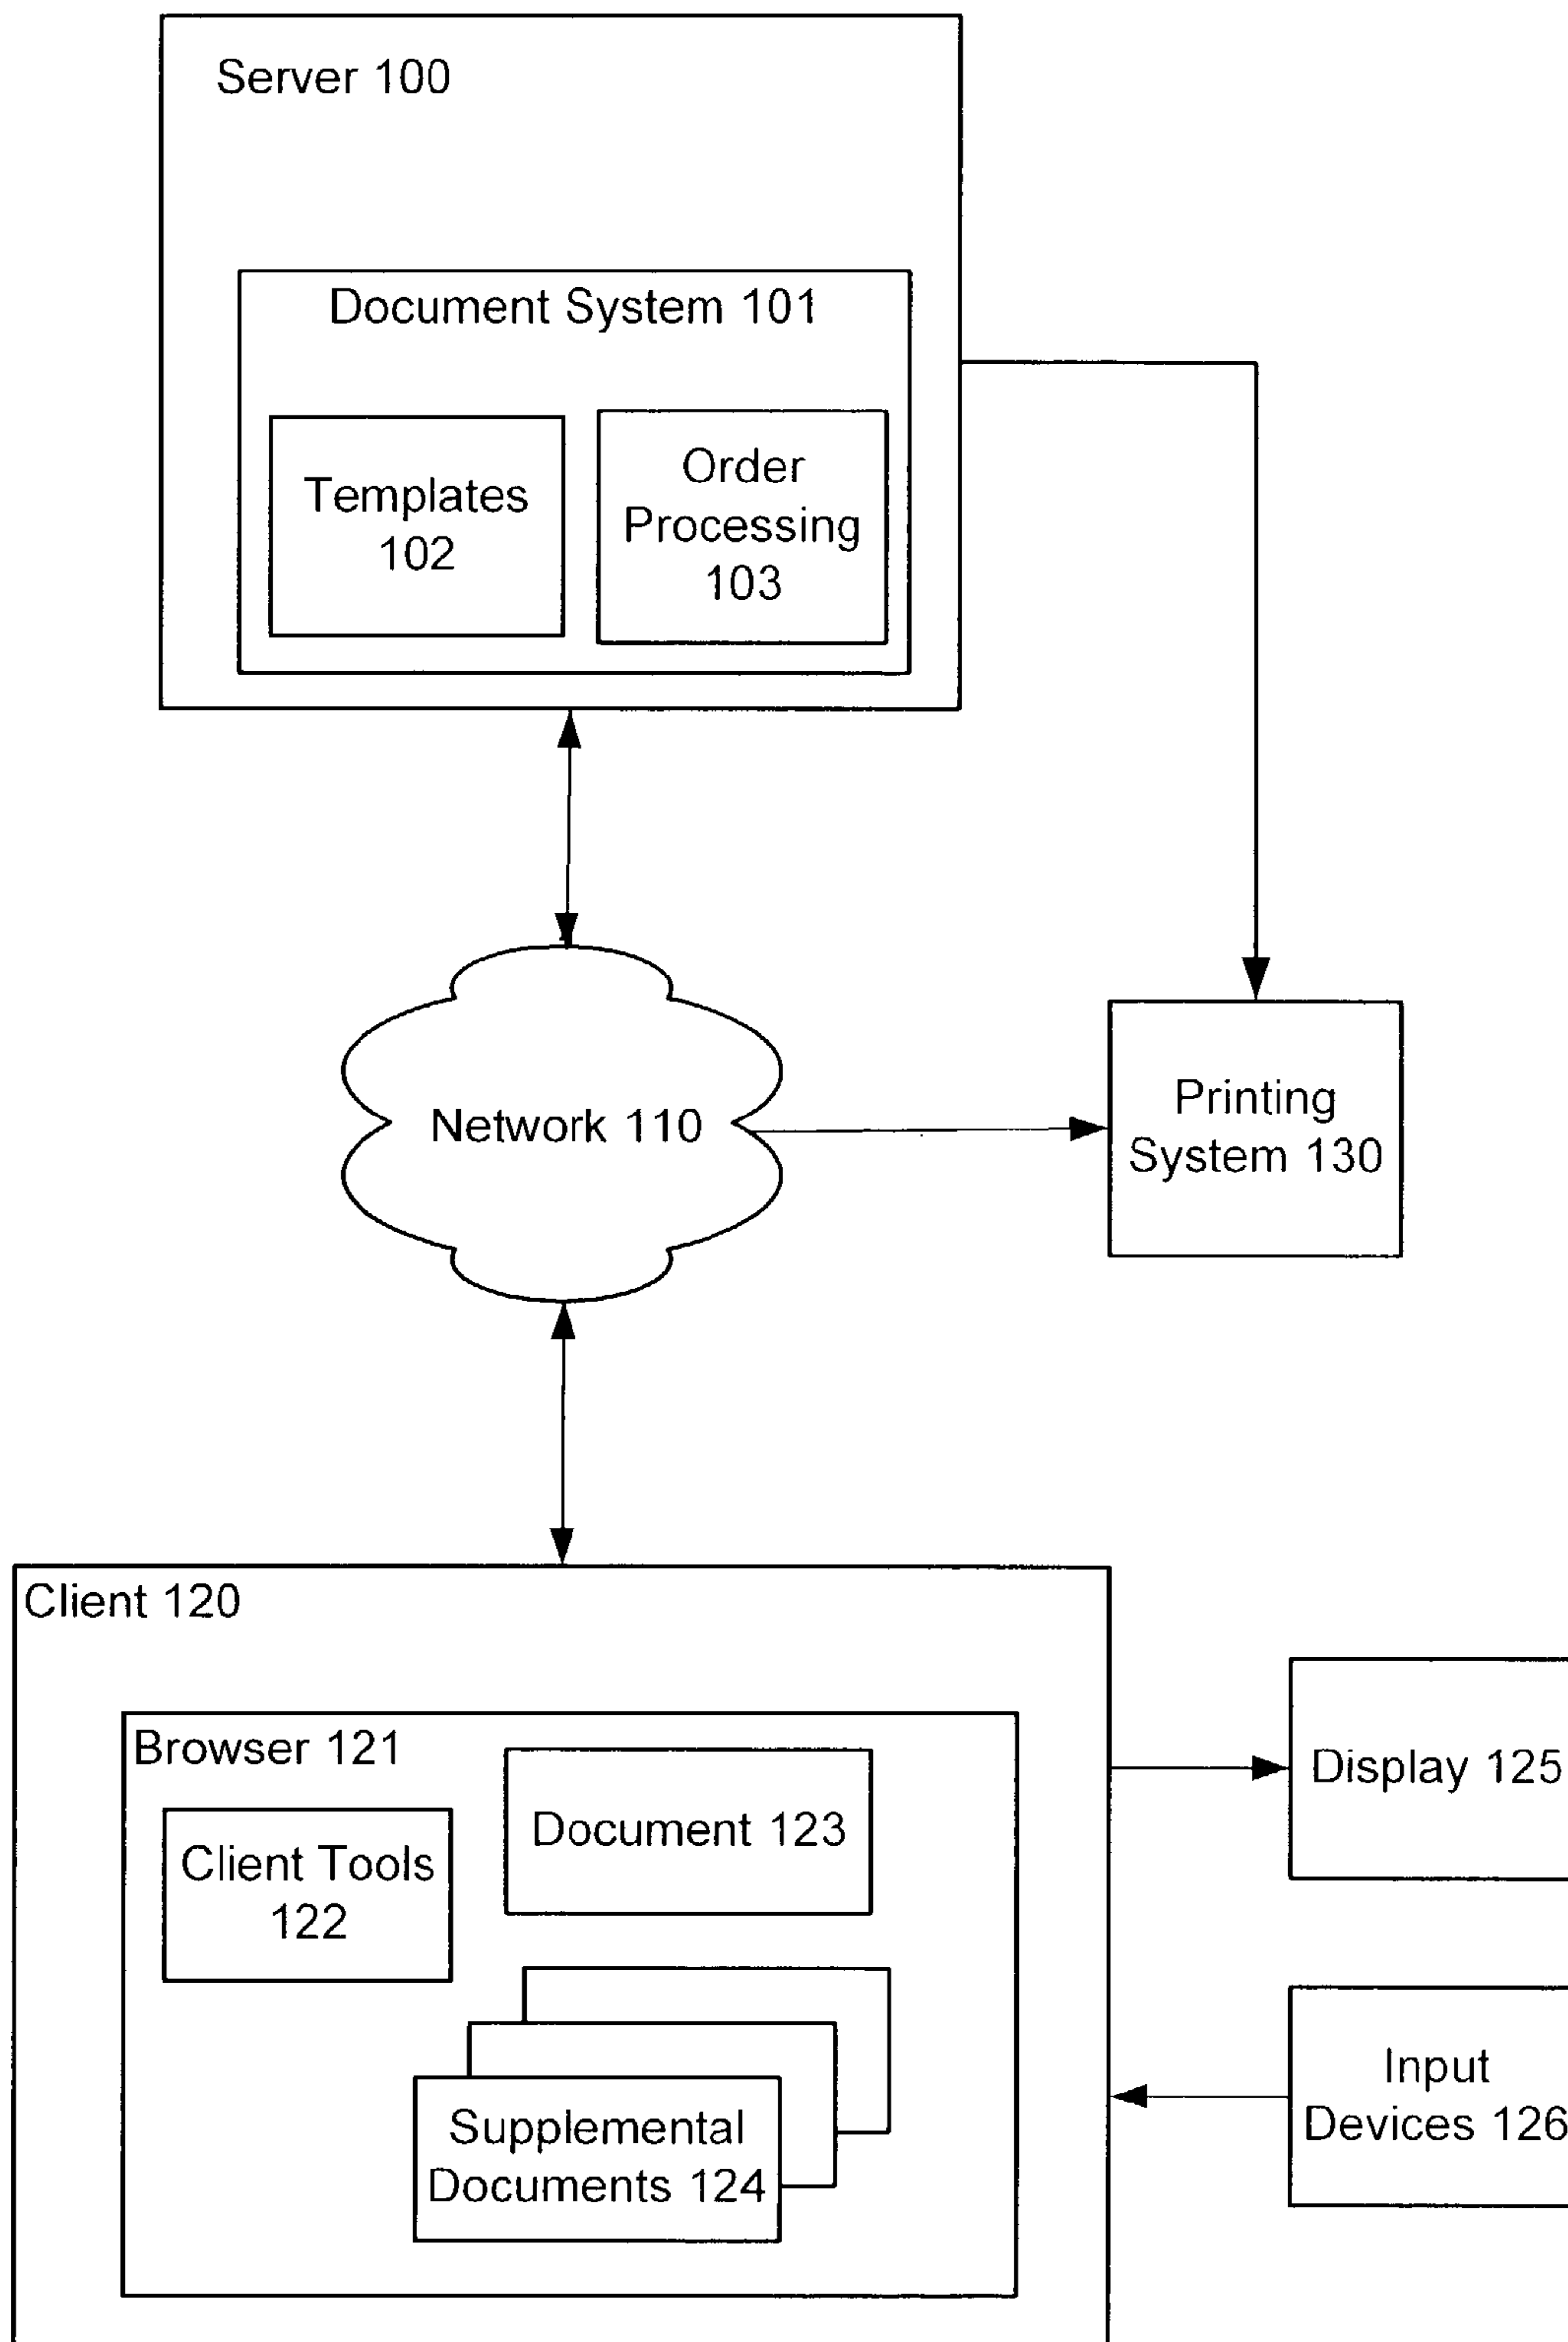 Server 100
Document System 101
Templates
102
Order
Processing
103
Network 110
Printing
System 130
Client 120
Browser 121
Document 123
Client Tools
122
Supplemental
Documents 124
Display 125
Input
Devices 126